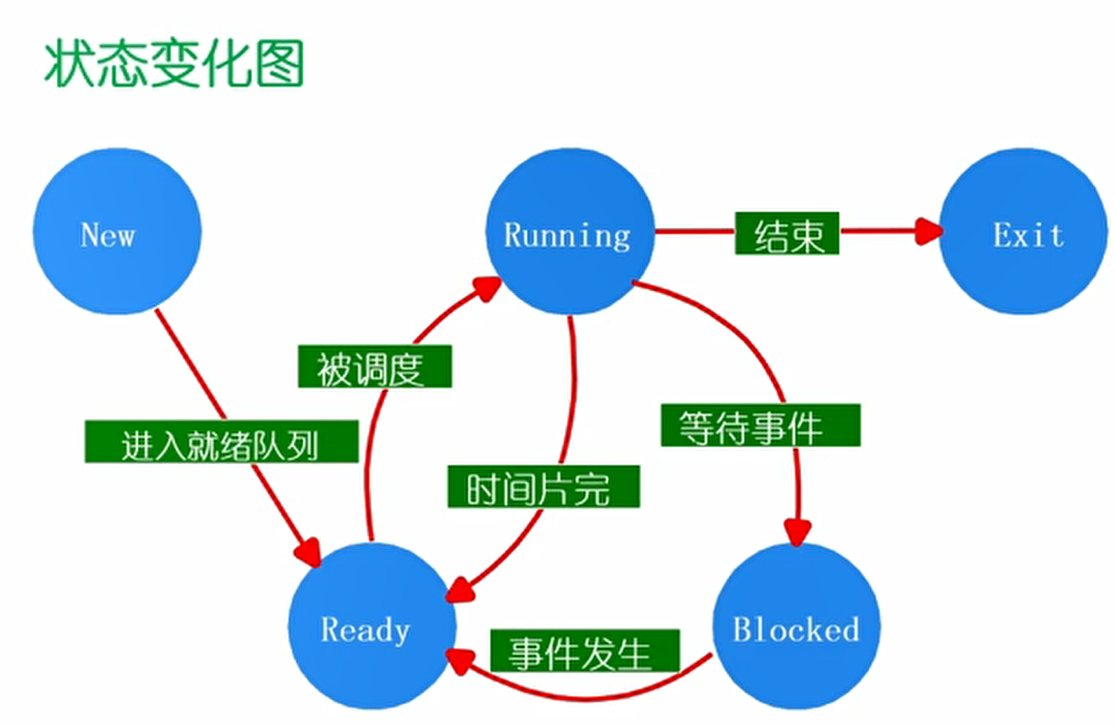 状态变化图
New
Running
结束
Exit
被调度
等待事件
进入就绪队列
时间片完
Ready
事件发生
Blocked